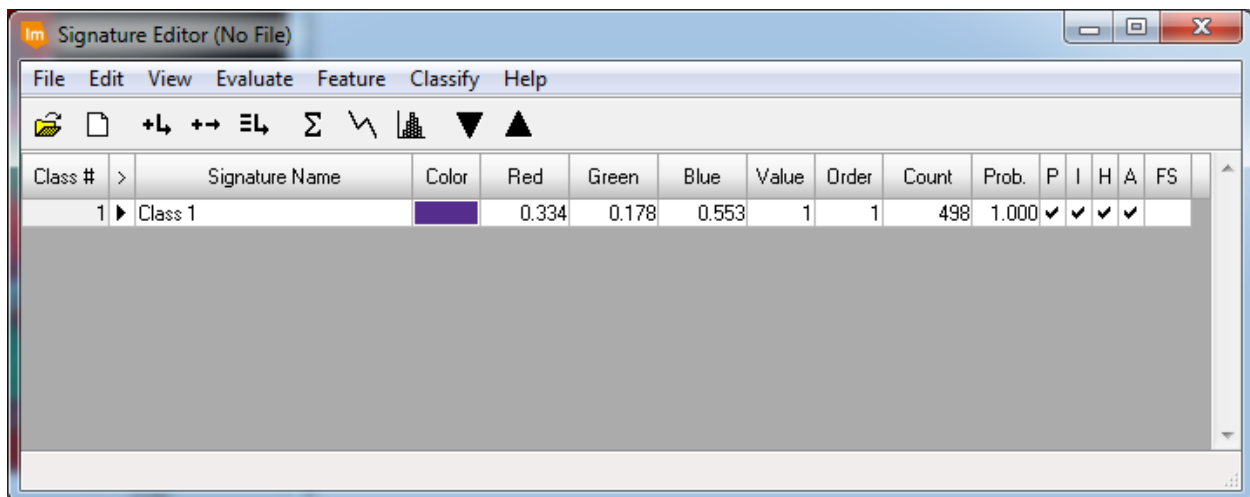 Im Signature Editor (No File)
File Edit View Evaluate Feature Classify Help
Σ
Class # > Signature Name Color Red Green Blue Value Order Count Prob. P I H A FS
1 Class 1 0.334 0.178 0.553 1 1 498 1.000